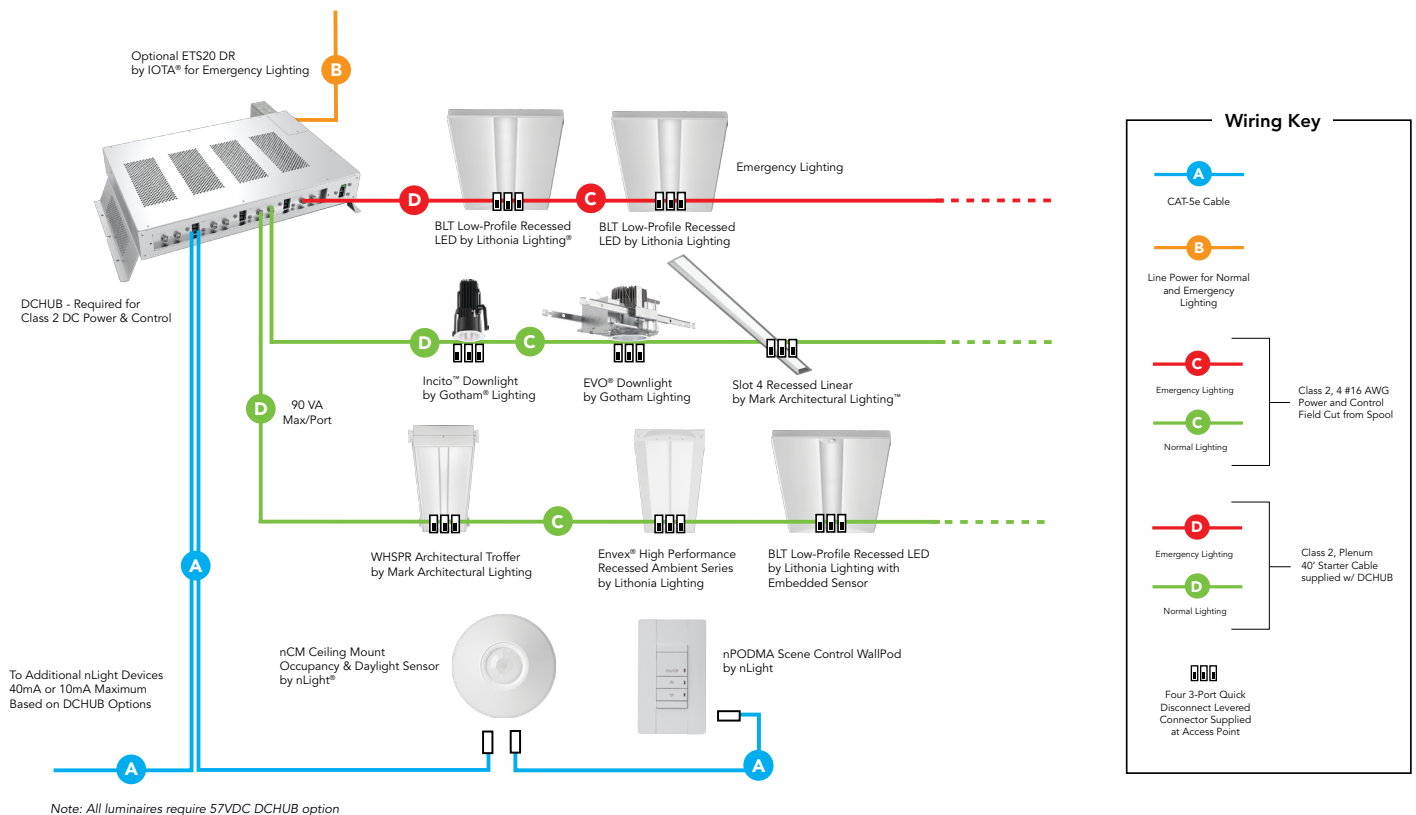 Optional ETS20 DR
by IOTA® for Emergency Lighting
B
DCHUB - Required for
Class 2 DC Power & Control
D
C
Emergency Lighting
BLT Low-Profile Recessed
LED by Lithonia Lighting®
BLT Low-Profile Recessed
LED by Lithonia Lighting
D
C
Incito™ Downlight
by Gotham® Lighting
EVO® Downlight
by Gotham Lighting
Slot 4 Recessed Linear
by Mark Architectural Lighting™
D
90 VA
Max/Port
C
WHSPR Architectural Troffer
by Mark Architectural Lighting
Envex® High Performance
Recessed Ambient Series
by Lithonia Lighting
BLT Low-Profile Recessed LED
by Lithonia Lighting with
Embedded Sensor
A
nCM Ceiling Mount
Occupancy & Daylight Sensor
by nLight®
nPODMA Scene Control WallPod
by nLight
To Additional nLight Devices
40mA or 10mA Maximum
Based on DCHUB Options
A
A
Note: All luminaires require 57VDC DCHUB option
Wiring Key
A
CAT-5e Cable
B
Line Power for Normal
and Emergency
Lighting
C
Emergency Lighting
C
Normal Lighting
Class 2, 4 #16 AWG
Power and Control
Field Cut from Spool
D
Emergency Lighting
D
Normal Lighting
Class 2, Plenum
40' Starter Cable
supplied w/ DCHUB
Four 3-Port Quick
Disconnect Levered
Connector Supplied
at Access Point